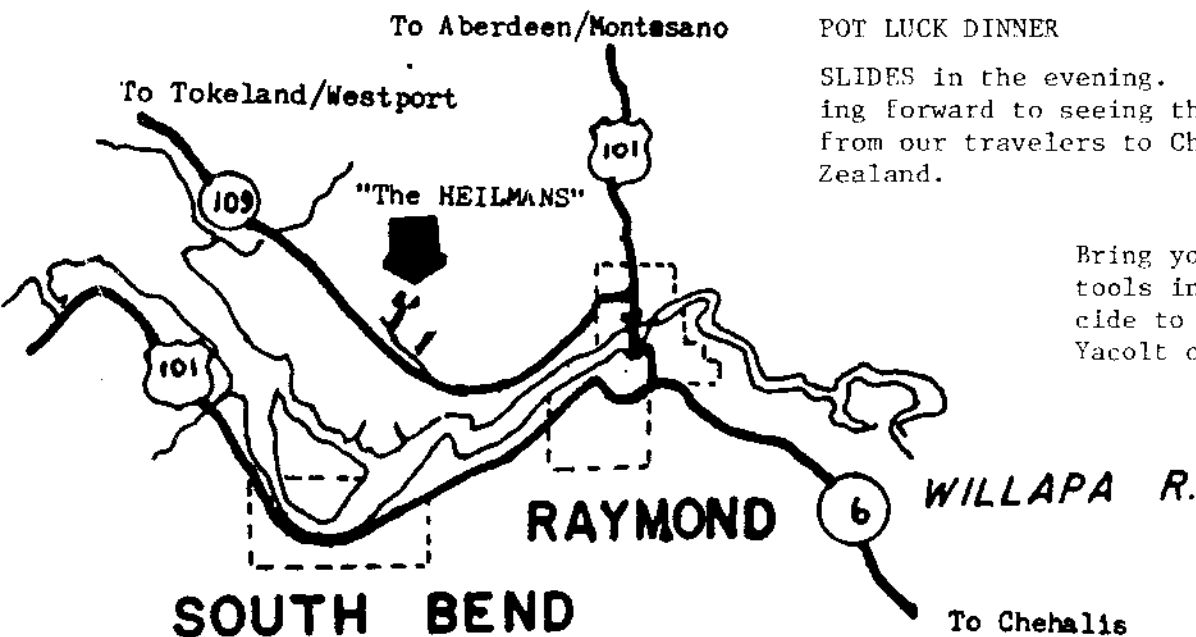 To Aberdeen/Montesano
POT LUCK DINNER
SLIDES in the evening.
ing forward to seeing th
from our travelers to Ch
Zealand.
To Tokeland/Westport
101
109
"The HEILMANS"
Bring yo
tools in
cide to
Yacolt c
101
WILLAPA R.
6
RAYMOND
SOUTH BEND
To Chehalis